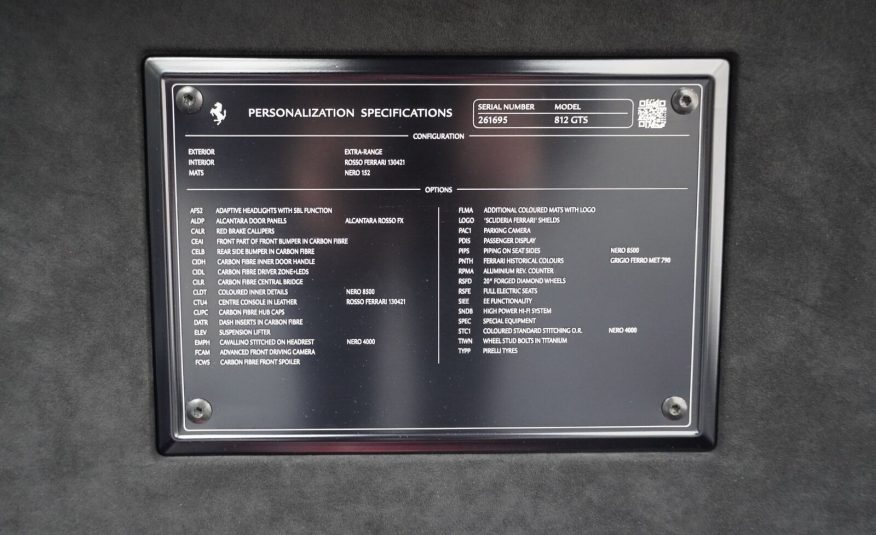 PERSONALIZATION SPECIFICATIONS
SERIAL NUMBER MODEL
261695 812 GTS
CONFIGURATION
EXTERIOR EXTRA-RANGE
INTERIOR ROSSO FERRARI 130421
MATS NERO 152
OPTIONS
AFS2 ADAPTIVE HEADLIGHTS WITH SBL FUNCTION
ALDP ALCANTARA DOOR PANELS ALCANTARA ROSSO FX
CALR RED BRAKE CALLIPERS
CEAI FRONT PART OF FRONT BUMPER IN CARBON FIBRE
CELB REAR SIDE BUMPER IN CARBON FIBRE
CIDH CARBON FIBRE INNER DOOR HANDLE
CIDL CARBON FIBRE DRIVER ZONE+LEDS
CILR CARBON FIBRE CENTRAL BRIDGE
CLDT COLOURED INNER DETAILS NERO 8500
CTU4 CENTRE CONSOLE IN LEATHER ROSSO FERRARI 130421
CUPC CARBON FIBRE HUB CAPS
DATR DASH INSERTS IN CARBON FIBRE
ELEV SUSPENSION LIFTER
EMPH CAVALLINO STITCHED ON HEADREST NERO 4000
FCAM ADVANCED FRONT DRIVING CAMERA
FCWS CARBON FIBRE FRONT SPOILER
FLMA ADDITIONAL COLOURED MATS WITH LOGO
LOGO 'SCUDERIA FERRARI' SHIELDS
PAC1 PARKING CAMERA
PDIS PASSENGER DISPLAY
PIPS PIPING ON SEAT SIDES NERO 8500
PNTH FERRARI HISTORICAL COLOURS GRIGIO FERRO MET 790
RPMA ALUMINIUM REV. COUNTER
RSFD 20" FORGED DIAMOND WHEELS
RSFE FULL ELECTRIC SEATS
SIEE EE FUNCTIONALITY
SNDB HIGH POWER HI-FI SYSTEM
SPEC SPECIAL EQUIPMENT
STC1 COLOURED STANDARD STITCHING O.R. NERO 4000
TIWN WHEEL STUD BOLTS IN TITANIUM
TYPP PIRELLI TYRES